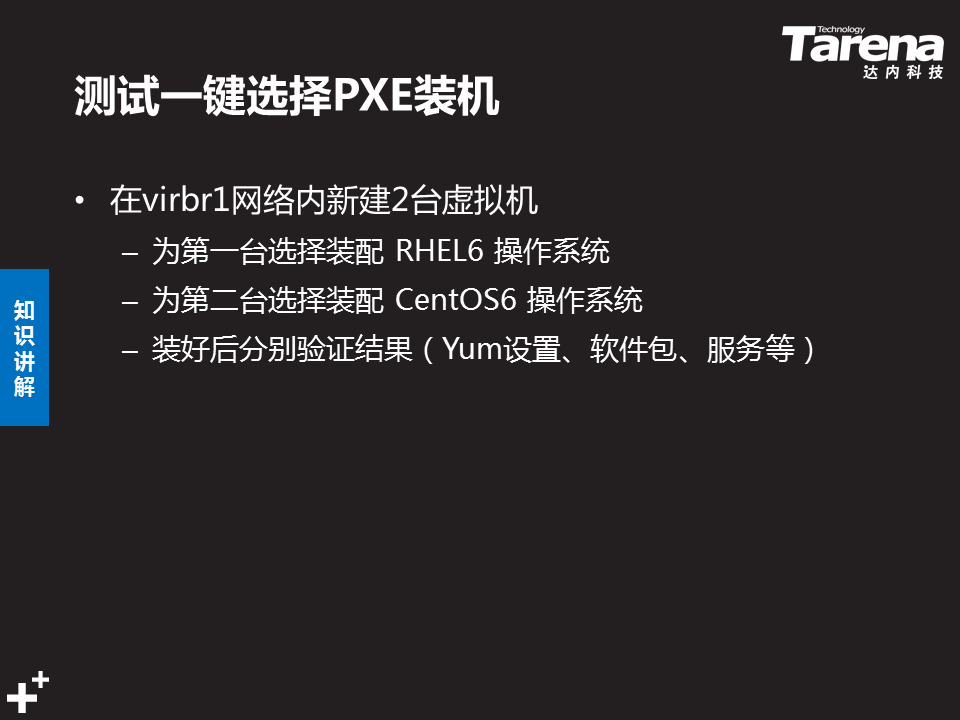 Technology
Tarena
达内科技
测试一键选择PXE装机
• 在virbr1网络内新建2台虚拟机
– 为第一台选择装配 RHEL6 操作系统
– 为第二台选择装配 CentOS6 操作系统
– 装好后分别验证结果（Yum设置、软件包、服务等）
知识讲解